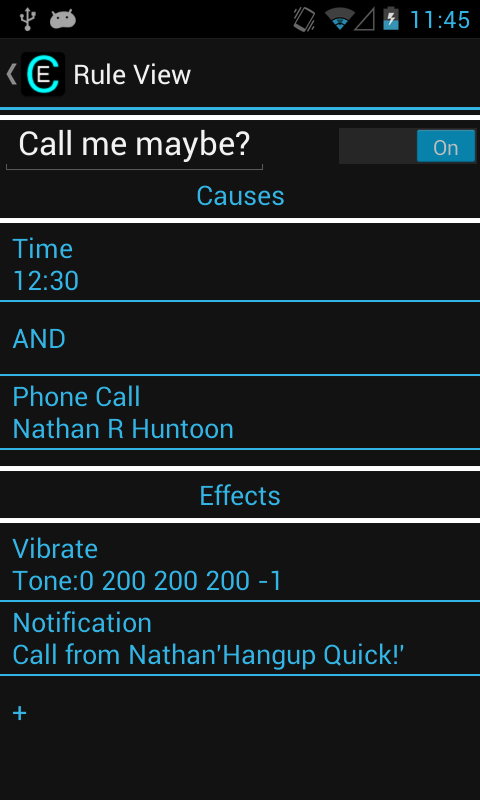 11:45
CE Rule View
Call me maybe?
On
Causes
Time
12:30
AND
Phone Call
Nathan R Huntoon
Effects
Vibrate
Tone:0 200 200 200 -1
Notification
Call from Nathan'Hangup Quick!'
+